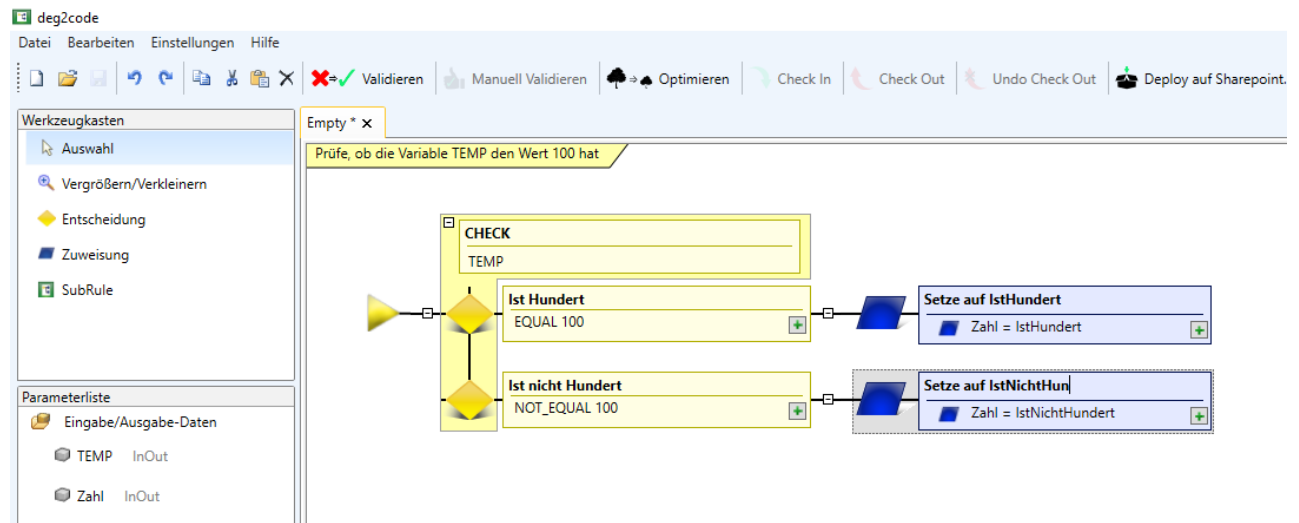 deg2code
Datei Bearbeiten Einstellungen Hilfe
Validieren Manuell Validieren Optimieren Check In Check Out Undo Check Out Deploy auf Sharepoint.
Werkzeugkasten
Auswahl
Vergrößern/Verkleinern
Entscheidung
Zuweisung
SubRule
Parameterliste
Eingabe/Ausgabe-Daten
TEMP InOut
Zahl InOut
Empty *
Prüfe, ob die Variable TEMP den Wert 100 hat
CHECK
TEMP
Ist Hundert
EQUAL 100
Setze auf IstHundert
Zahl = IstHundert
Ist nicht Hundert
NOT_EQUAL 100
Setze auf IstNichtHun
Zahl = IstNichtHundert